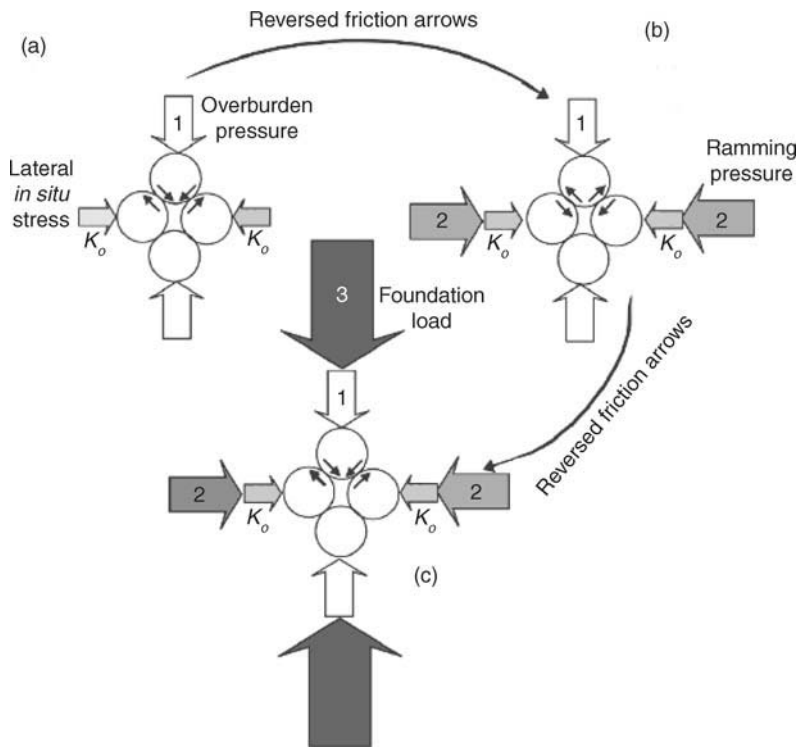 Reversed friction arrows
(a)
(b)
1
Overburden
pressure
1
Ramming
pressure
Lateral
in situ
stress
K_o
K_o
2
K_o
K_o
2
3
Foundation
load
Reversed friction arrows
1
2
K_o
K_o
2
(c)